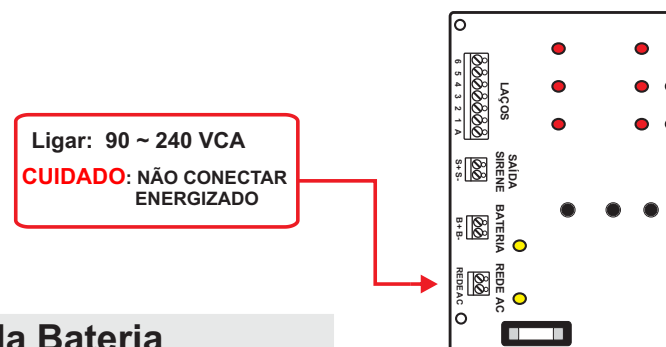 Ligar: 90 ~ 240 VCA
CUIDADO: NÃO CONECTAR
ENERGIZADO
6 5 4 3 2 1 A
LAÇOS
S+ S-
SAÍDA
SIRENE
B+ B-
BATERIA
REDE AC
REDE AC
da Bateria